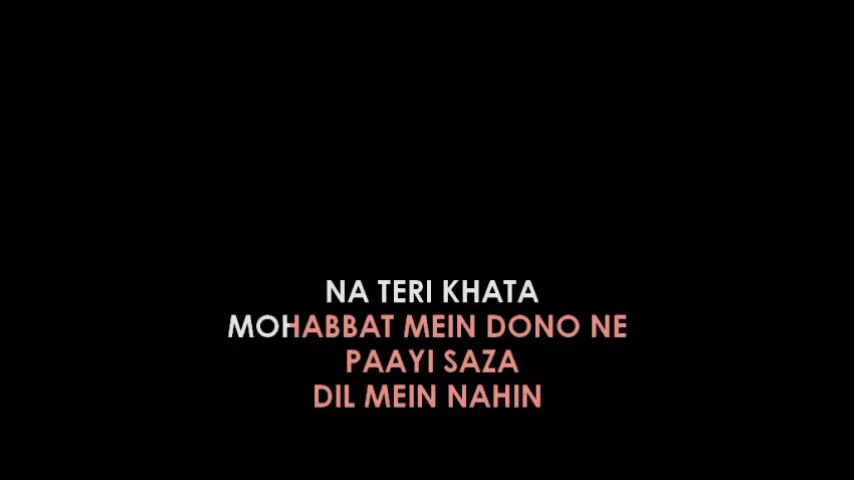 NA TERI KHATA
MOHABBAT MEIN DONO NE
PAAYI SAZA
DIL MEIN NAHIN